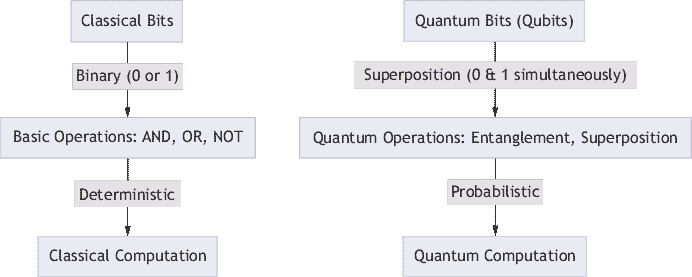 Classical Bits
Binary (0 or 1)
Basic Operations: AND, OR, NOT
Deterministic
Classical Computation
Quantum Bits (Qubits)
Superposition (0 & 1 simultaneously)
Quantum Operations: Entanglement, Superposition
Probabilistic
Quantum Computation